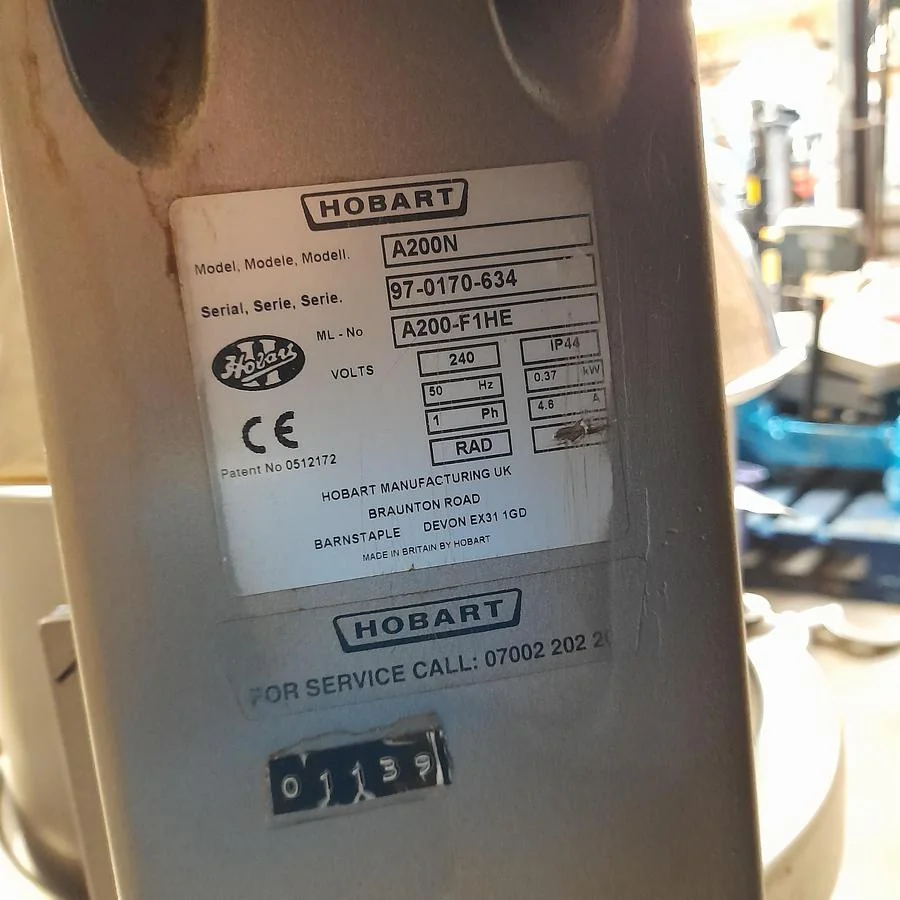 HOBART
Model, Modele, Modell. A200N
Serial, Serie, Serie. 97-0170-634
ML - No A200-F1HE
Hobart
VOLTS 240 IP44
50 Hz 0.37 kW
1 Ph 4.6 A
CE RAD
Patent No 0512172
HOBART MANUFACTURING UK
BRAUNTON ROAD
BARNSTAPLE DEVON EX31 1GD
MADE IN BRITAIN BY HOBART
HOBART
FOR SERVICE CALL: 07002 202 2
01139